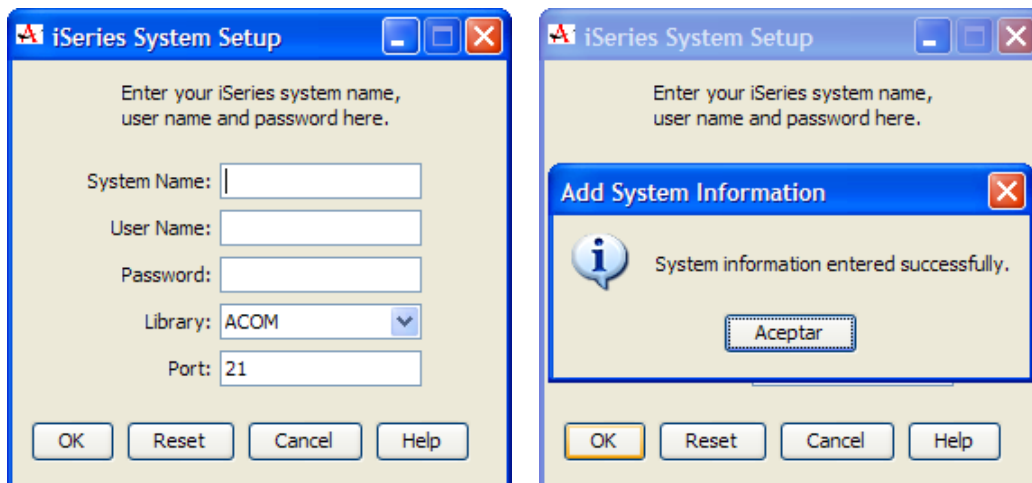 iSeries System Setup
Enter your iSeries system name,
user name and password here.
System Name:
User Name:
Password:
Library: ACOM
Port: 21
OK Reset Cancel Help
iSeries System Setup
Enter your iSeries system name,
user name and password here.
Add System Information
System information entered successfully.
Aceptar
OK Reset Cancel Help